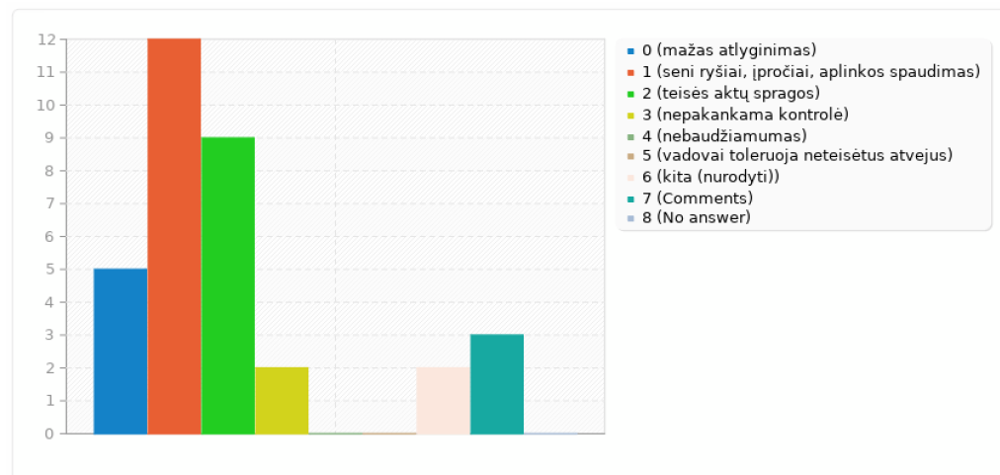 12
11
10
9
8
7
6
5
4
3
2
1
0
0 (mažas atlyginimas)
1 (seni ryšiai, įpročiai, aplinkos spaudimas)
2 (teisės aktų spragos)
3 (nepakankama kontrolė)
4 (nebaudžiamumas)
5 (vadovai toleruoja neteisėtus atvejus)
6 (kita (nurodyti))
7 (Comments)
8 (No answer)